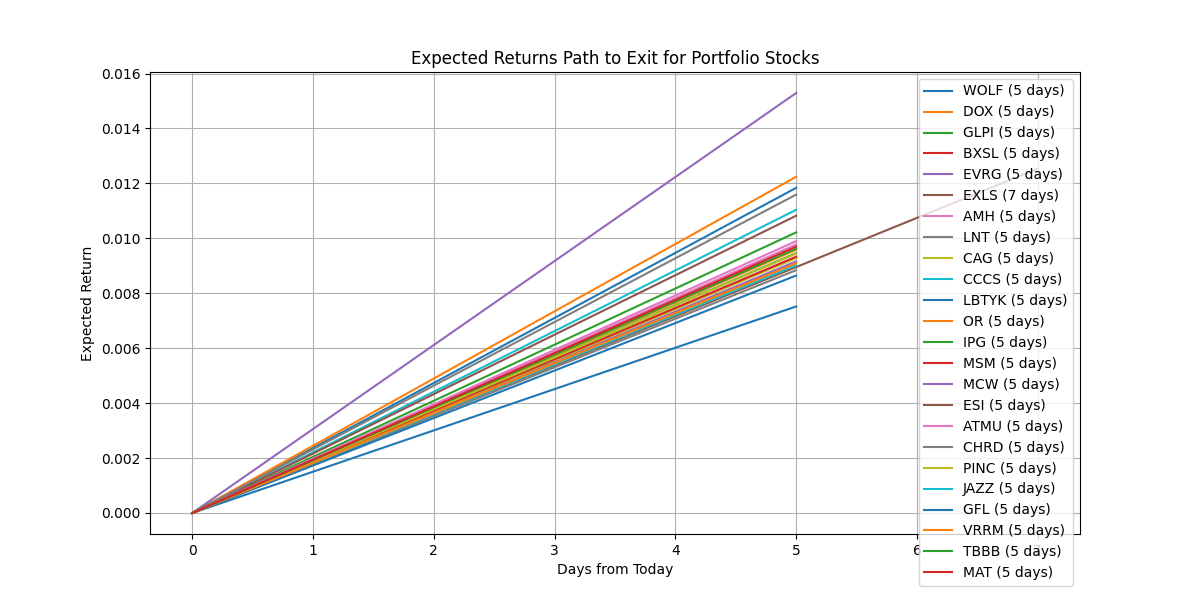 Expected Returns Path to Exit for Portfolio Stocks
Expected Return
0.016
0.014
0.012
0.010
0.008
0.006
0.004
0.002
0.000
0 1 2 3 4 5 6
Days from Today
WOLF (5 days)
DOX (5 days)
GLPI (5 days)
BXSL (5 days)
EVRG (5 days)
EXLS (7 days)
AMH (5 days)
LNT (5 days)
CAG (5 days)
CCCS (5 days)
LBTYK (5 days)
OR (5 days)
IPG (5 days)
MSM (5 days)
MCW (5 days)
ESI (5 days)
ATMU (5 days)
CHRD (5 days)
PINC (5 days)
JAZZ (5 days)
GFL (5 days)
VRRM (5 days)
TBBB (5 days)
MAT (5 days)